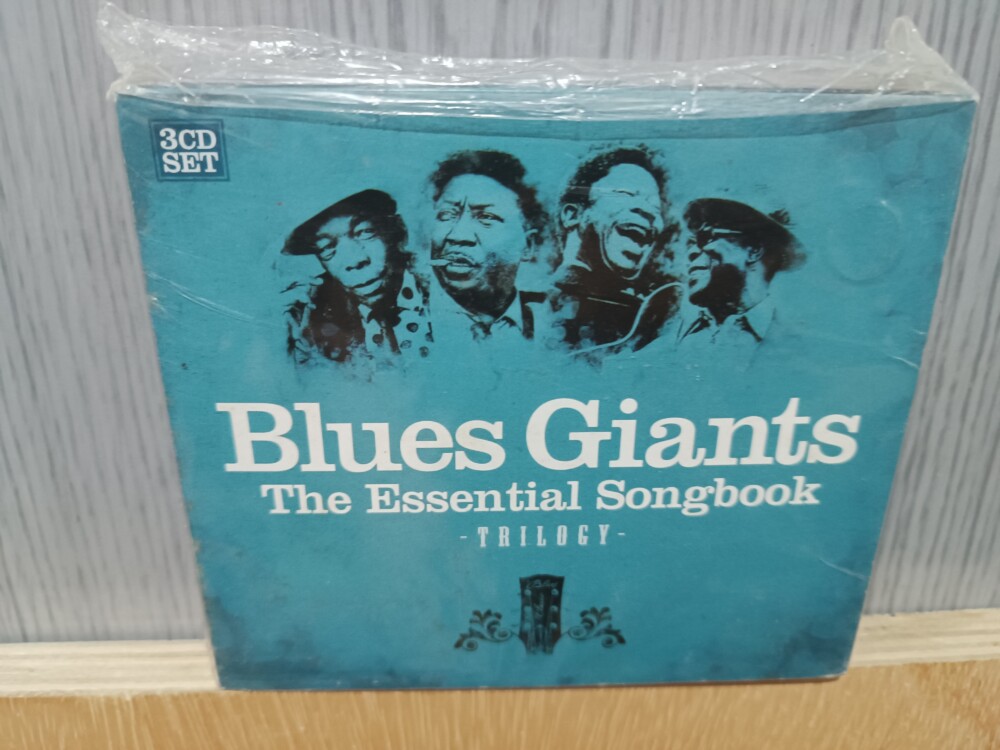 3CD
SET
Blues Giants
The Essential Songbook
-TRILOGY-